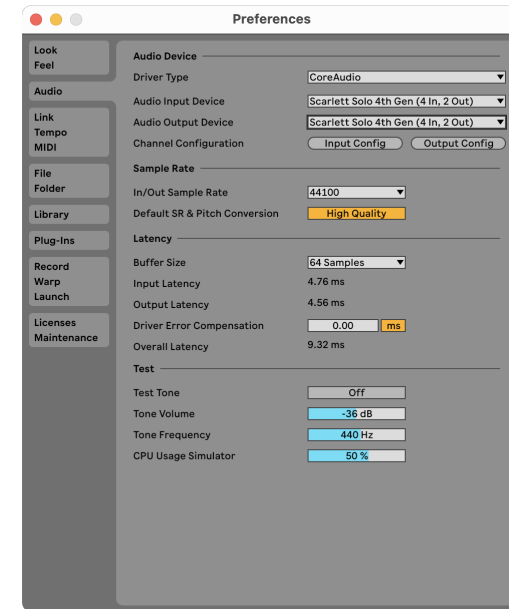 Preferences
Look
Feel
Audio
Link
Tempo
MIDI
File
Folder
Library
Plug-Ins
Record
Warp
Launch
Licenses
Maintenance
Audio Device
Driver Type CoreAudio
Audio Input Device Scarlett Solo 4th Gen (4 In, 2 Out)
Audio Output Device Scarlett Solo 4th Gen (4 In, 2 Out)
Channel Configuration Input Config Output Config
Sample Rate
In/Out Sample Rate 44100
Default SR & Pitch Conversion High Quality
Latency
Buffer Size 64 Samples
Input Latency 4.76 ms
Output Latency 4.56 ms
Driver Error Compensation 0.00 ms
Overall Latency 9.32 ms
Test
Test Tone Off
Tone Volume -36 dB
Tone Frequency 440 Hz
CPU Usage Simulator 50 %